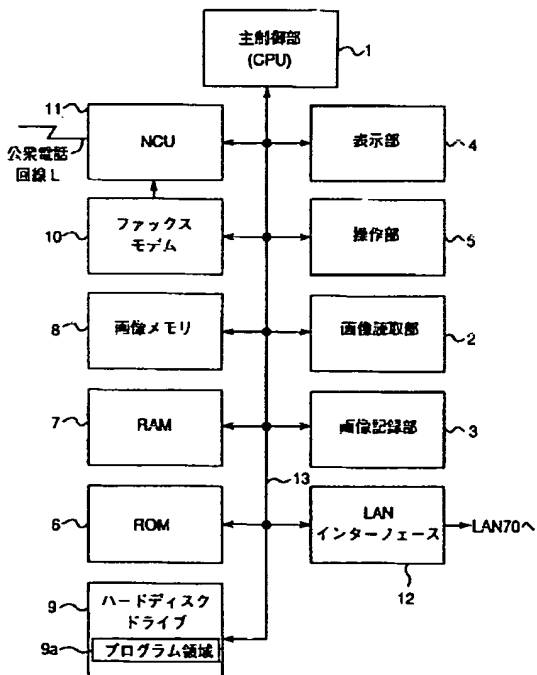 主制御部
(CPU)
1
11
NCU
公衆電話
回線 L
表示部
4
10
ファックス
モデム
操作部
5
8
画像メモリ
画像読取部
2
7
RAM
画像記録部
3
13
6
ROM
LAN
インターフェース
LAN70へ
12
9
ハードディスク
ドライブ
9a
プログラム領域